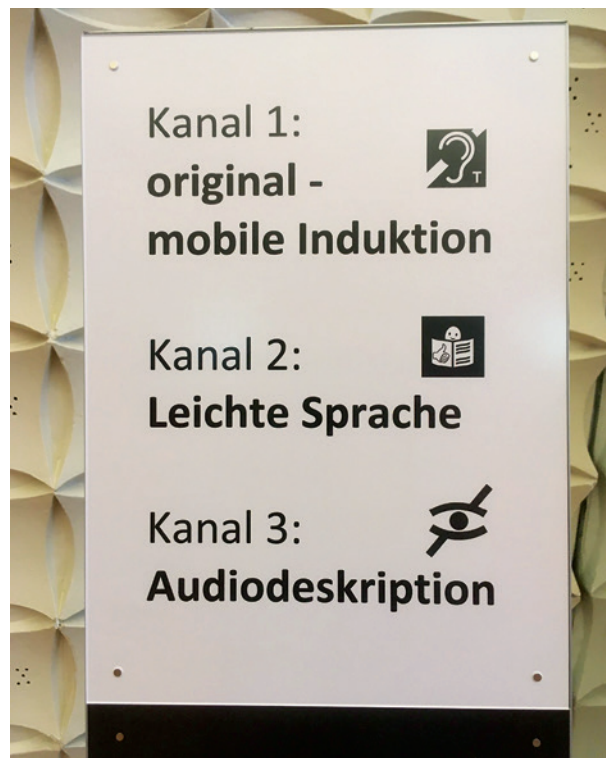 Kanal 1:
original -
mobile Induktion
T
Kanal 2:
Leichte Sprache
Kanal 3:
Audiodeskription